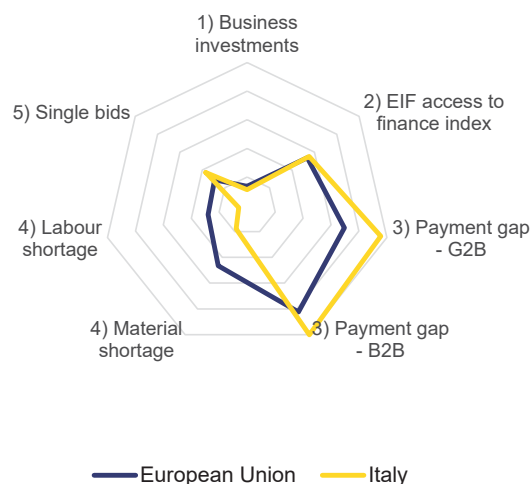 1) Business
investments
2) EIF access to
finance index
3) Payment gap
- G2B
3) Payment gap
- B2B
4) Material
shortage
4) Labour
shortage
5) Single bids
European Union
Italy